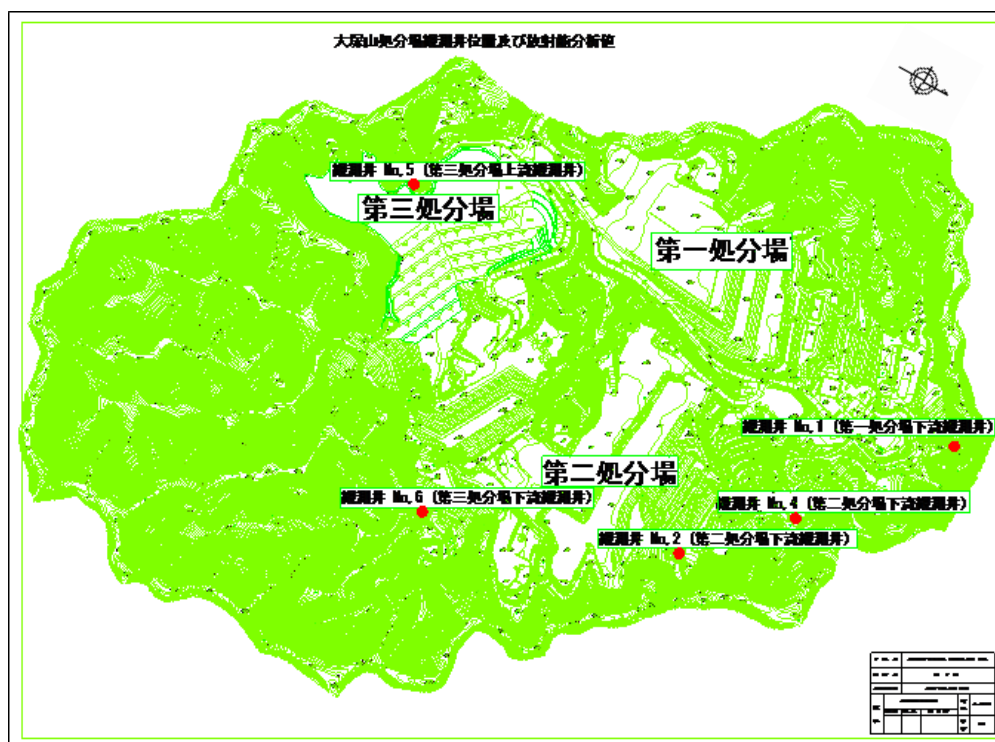 大塚山処分場観測井位置及び放射能分析値
観測井 No.5 (第三処分場上流観測井)
第三処分場
第一処分場
観測井 No.1 (第一処分場下流観測井)
第二処分場
観測井 No.6 (第三処分場下流観測井)
観測井 No.4 (第二処分場下流観測井)
観測井 No.2 (第二処分場下流観測井)